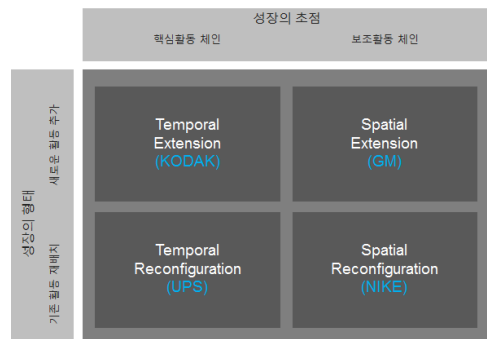 성장의 초점
핵심활동 체인
보조활동 체인
성장의 형태
새로운 활동 추가
기존 활동 재배치
Temporal
Extension
(KODAK)
Spatial
Extension
(GM)
Temporal
Reconfiguration
(UPS)
Spatial
Reconfiguration
(NIKE)